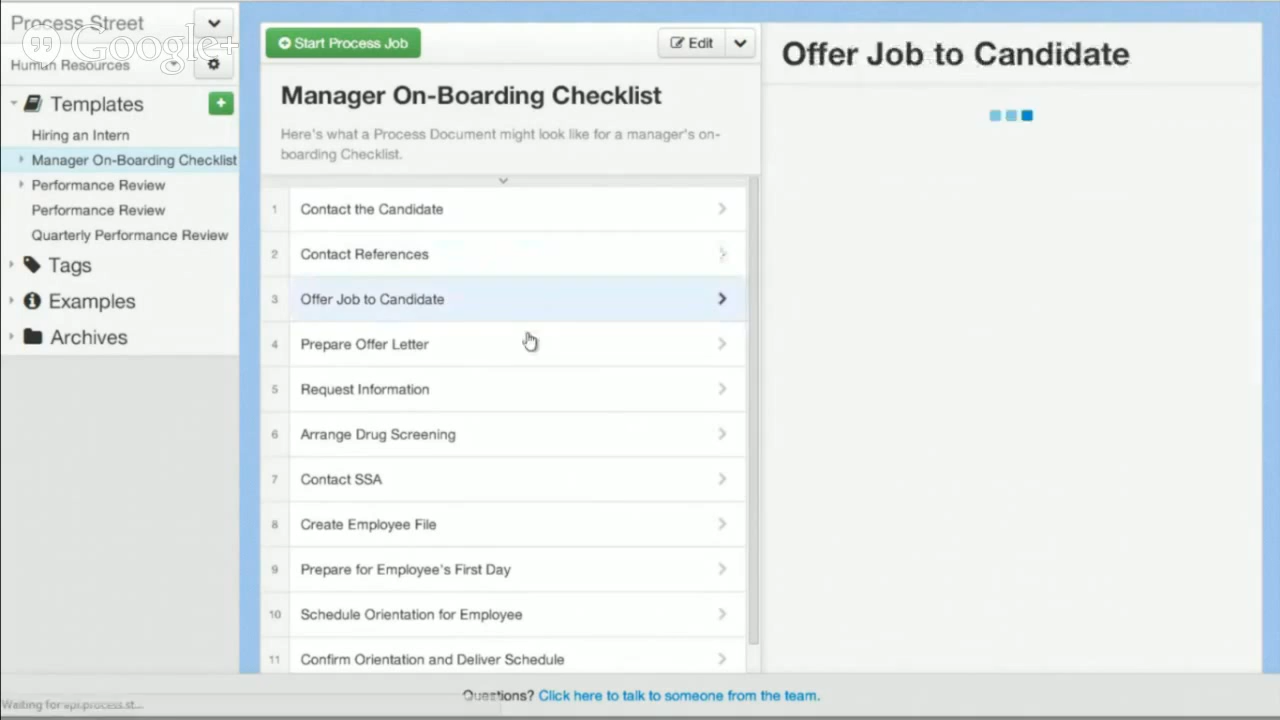 Process Street
Google+
Human Resources
Templates
Hiring an Intern
Manager On-Boarding Checklist
Performance Review
Performance Review
Quarterly Performance Review
Tags
Examples
Archives
Start Process Job
Edit
Manager On-Boarding Checklist
Here's what a Process Document might look like for a manager's on-
boarding Checklist.
1 Contact the Candidate
2 Contact References
3 Offer Job to Candidate
4 Prepare Offer Letter
5 Request Information
6 Arrange Drug Screening
7 Contact SSA
8 Create Employee File
9 Prepare for Employee's First Day
10 Schedule Orientation for Employee
11 Confirm Orientation and Deliver Schedule
Offer Job to Candidate
Questions? Click here to talk to someone from the team.
Waiting for api.process.st...